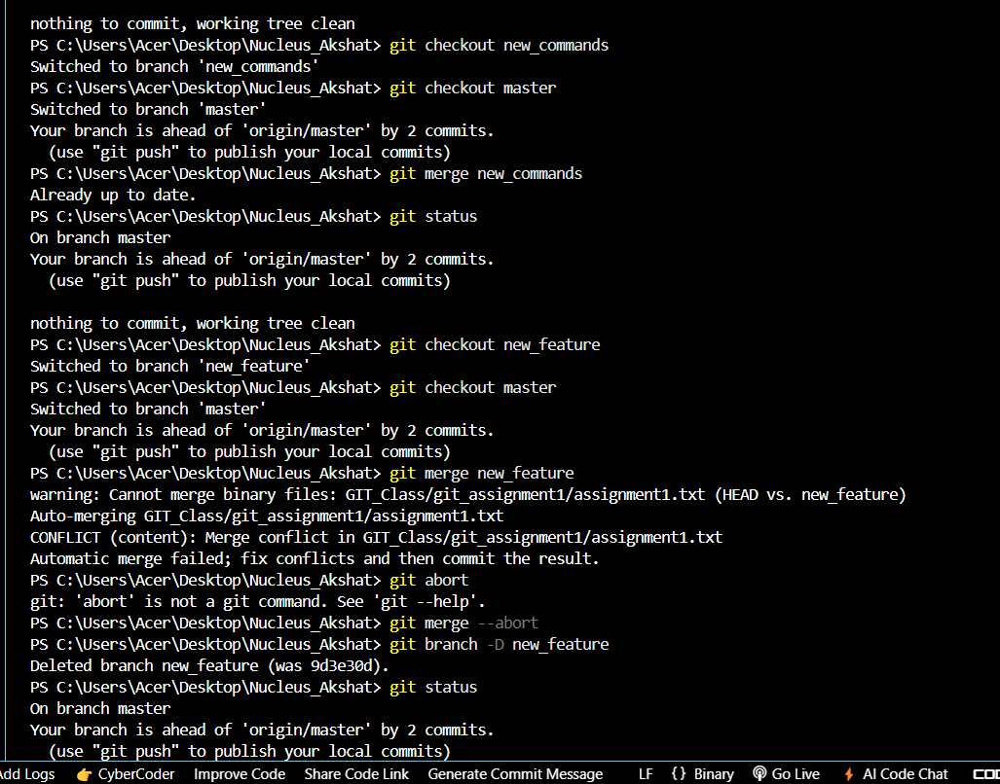 nothing to commit, working tree clean
PS C:\Users\Acer\Desktop\Nucleus_Akshat> git checkout new_commands
Switched to branch 'new_commands'
PS C:\Users\Acer\Desktop\Nucleus_Akshat> git checkout master
Switched to branch 'master'
Your branch is ahead of 'origin/master' by 2 commits.
  (use "git push" to publish your local commits)
PS C:\Users\Acer\Desktop\Nucleus_Akshat> git merge new_commands
Already up to date.
PS C:\Users\Acer\Desktop\Nucleus_Akshat> git status
On branch master
Your branch is ahead of 'origin/master' by 2 commits.
  (use "git push" to publish your local commits)

nothing to commit, working tree clean
PS C:\Users\Acer\Desktop\Nucleus_Akshat> git checkout new_feature
Switched to branch 'new_feature'
PS C:\Users\Acer\Desktop\Nucleus_Akshat> git checkout master
Switched to branch 'master'
Your branch is ahead of 'origin/master' by 2 commits.
  (use "git push" to publish your local commits)
PS C:\Users\Acer\Desktop\Nucleus_Akshat> git merge new_feature
warning: Cannot merge binary files: GIT_Class/git_assignment1/assignment1.txt (HEAD vs. new_feature)
Auto-merging GIT_Class/git_assignment1/assignment1.txt
CONFLICT (content): Merge conflict in GIT_Class/git_assignment1/assignment1.txt
Automatic merge failed; fix conflicts and then commit the result.
PS C:\Users\Acer\Desktop\Nucleus_Akshat> git abort
git: 'abort' is not a git command. See 'git --help'.
PS C:\Users\Acer\Desktop\Nucleus_Akshat> git merge --abort
PS C:\Users\Acer\Desktop\Nucleus_Akshat> git branch -D new_feature
Deleted branch new_feature (was 9d3e30d).
PS C:\Users\Acer\Desktop\Nucleus_Akshat> git status
On branch master
Your branch is ahead of 'origin/master' by 2 commits.
  (use "git push" to publish your local commits)
Add Logs 👉 CyberCoder Improve Code Share Code Link Generate Commit Message LF {} Binary Go Live AI Code Chat